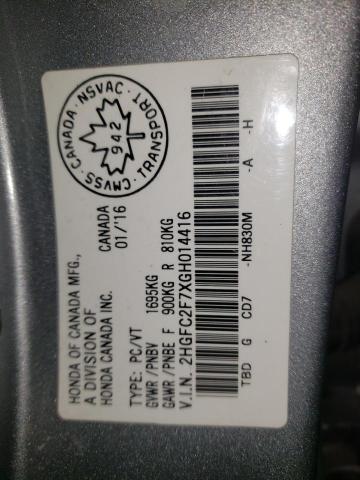 HONDA OF CANADA MFG.,
A DIVISION OF
HONDA CANADA INC.
CANADA
01/'16
TYPE: PC/VT
GVWR/PNBV 1695KG
GAWR/PNBE F 900KG R 810KG
V.I.N. 2HGFC2F7XGH014416
TBD G CD7 -NH830M -A -H
CMVSS·CANADA·NSVAC·TRANSPORT·
942